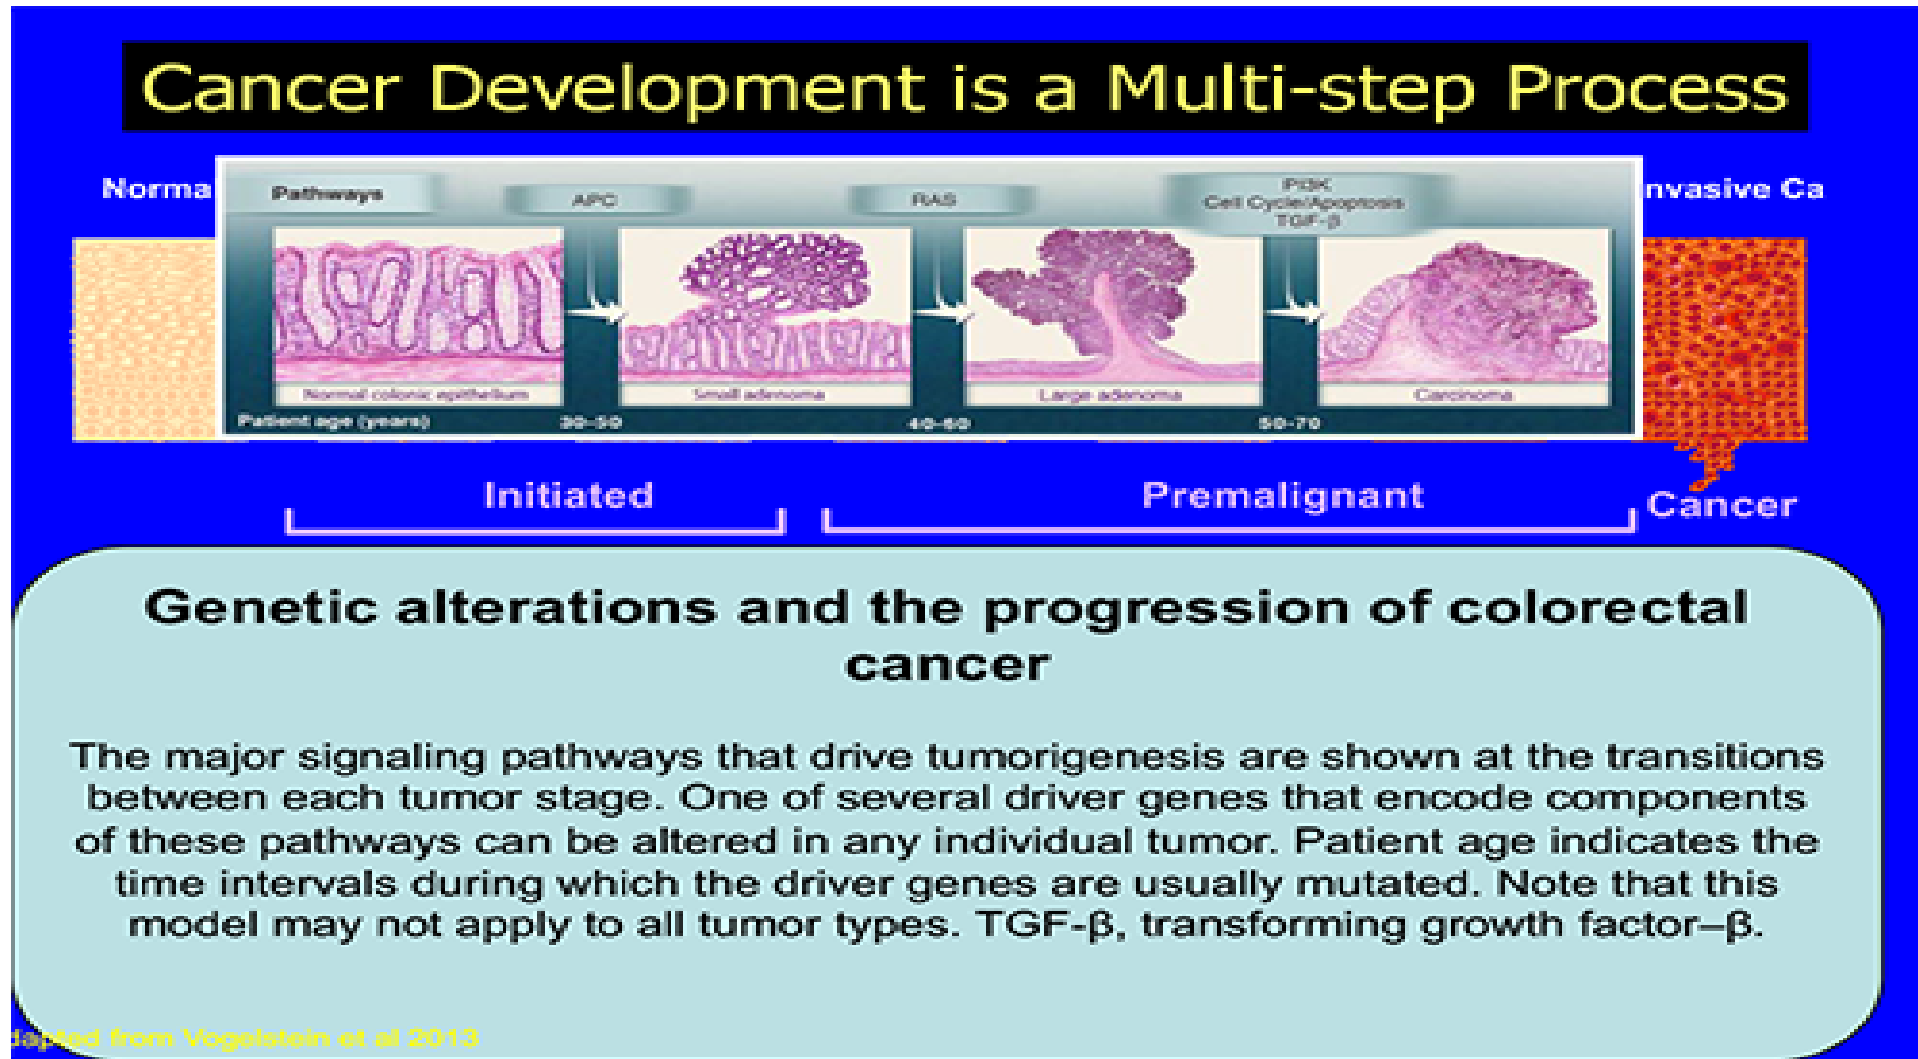 Cancer Development is a Multi-step Process
Norma
nvasive Ca
Pathways
APC
RAS
PI3K
Cell Cycle/Apoptosis
TGF-β
Normal colonic epithelium
Small adenoma
Large adenoma
Carcinoma
Patient age (years)
30-50
40-60
50-70
Initiated
Premalignant
Cancer
Genetic alterations and the progression of colorectal
cancer
The major signaling pathways that drive tumorigenesis are shown at the transitions
between each tumor stage. One of several driver genes that encode components
of these pathways can be altered in any individual tumor. Patient age indicates the
time intervals during which the driver genes are usually mutated. Note that this
model may not apply to all tumor types. TGF-β, transforming growth factor–β.
dapted from Vogelstein et al 2013